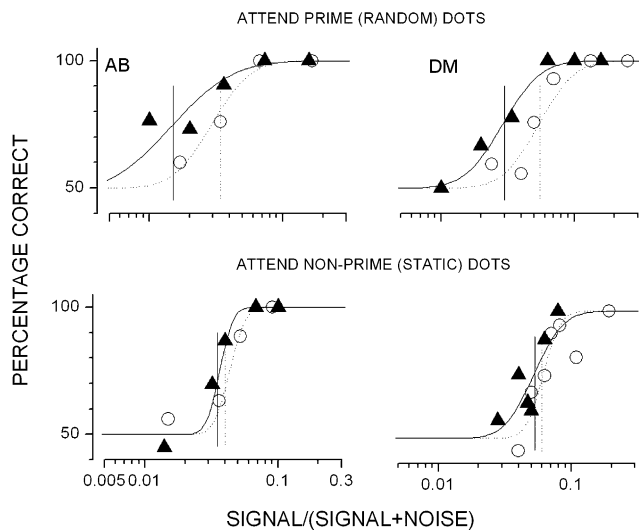 ATTEND PRIME (RANDOM) DOTS
AB
DM
100
50
PERCENTAGE CORRECT
ATTEND NON-PRIME (STATIC) DOTS
100
50
0.005 0.01 0.1 0.3
0.01 0.1
SIGNAL/(SIGNAL+NOISE)